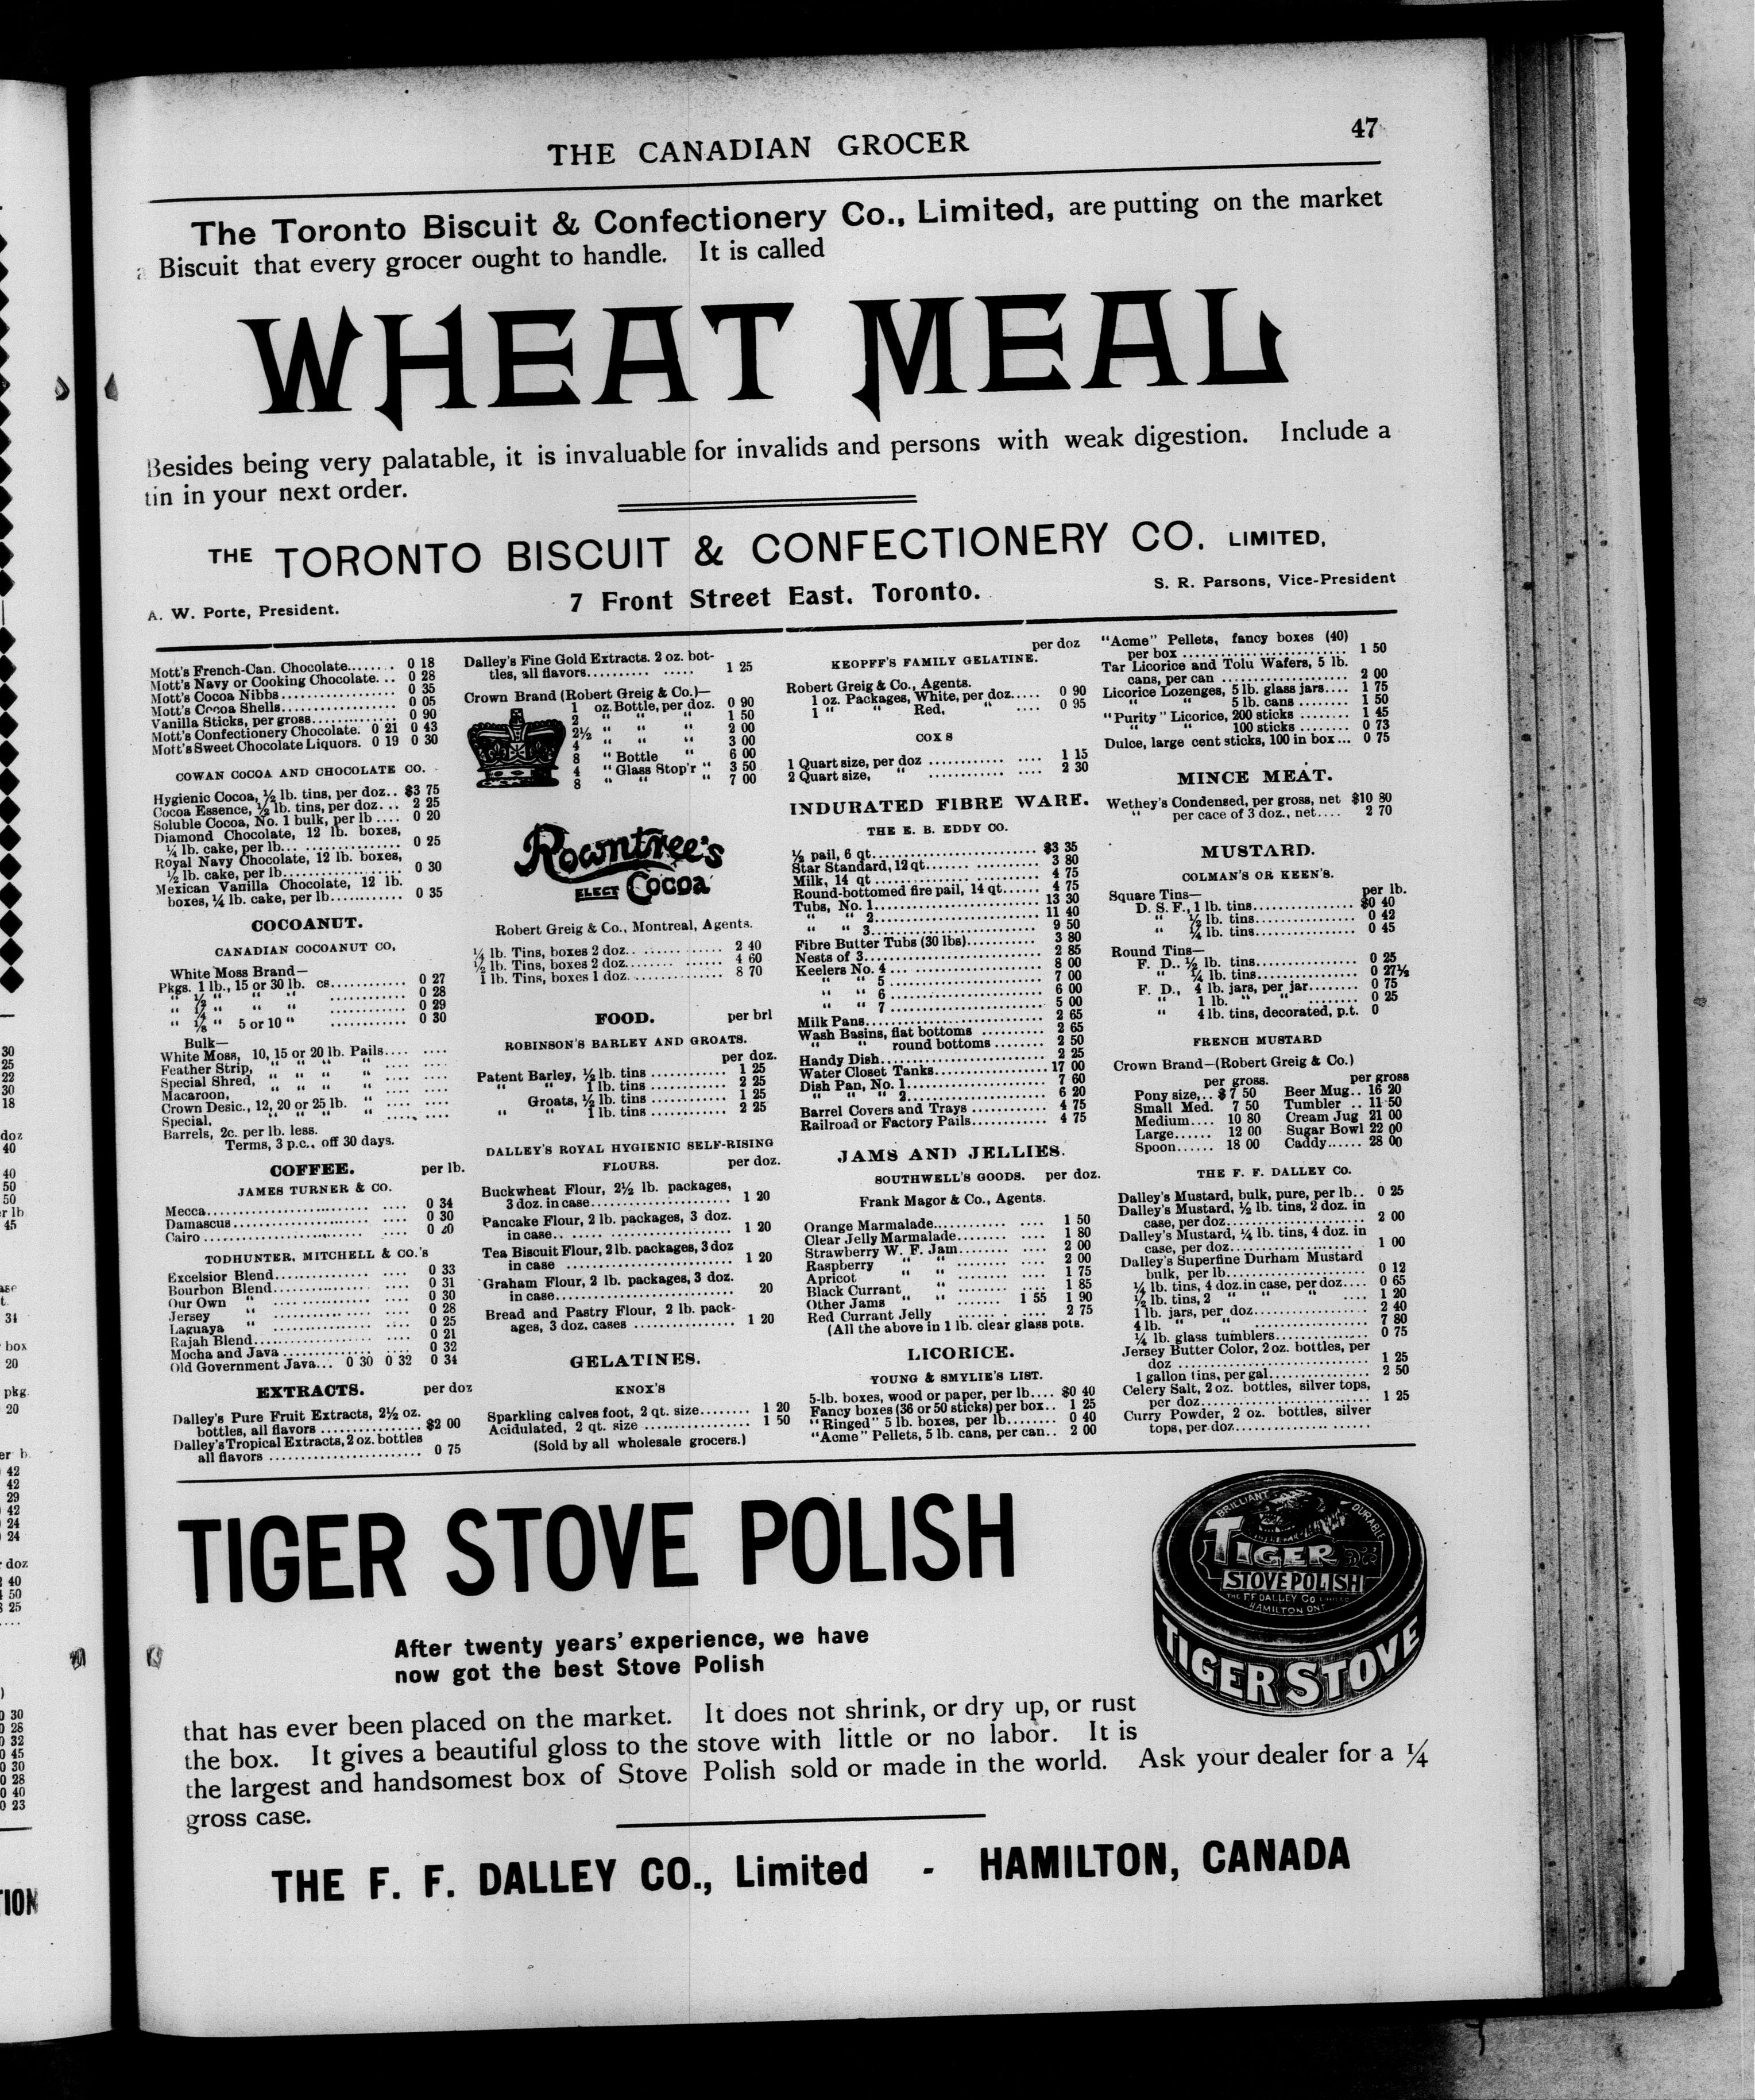 THE CANADIAN GROCER
47
The Toronto Biscuit & Confectionery Co., Limited, are putting on the market
a Biscuit that every grocer ought to handle. It is called
WHEAT MEAL
Besides being very palatable, it is invaluable for invalids and persons with weak digestion. Include a
tin in your next order.
THE TORONTO BISCUIT & CONFECTIONERY CO. LIMITED,
A. W. Porte, President.
7 Front Street East. Toronto.
S. R. Parsons, Vice-President
Mott's French-Can. Chocolate........ 0 18
Mott's Navy or Cooking Chocolate... 0 28
Mott's Cocoa Nibbs.................. 0 35
Mott's Cocoa Shells.................. 0 05
Vanilla Sticks, per gross.............. 0 90
Mott's Confectionery Chocolate. 0 21 0 43
Mott's Sweet Chocolate Liquors. 0 19 0 30
COWAN COCOA AND CHOCOLATE CO.
Hygienic Cocoa, ½ lb. tins, per doz.. $3 75
Cocoa Essence, ½ lb. tins, per doz... 2 25
Soluble Cocoa, No. 1 bulk, per lb.... 0 20
Diamond Chocolate, 12 lb. boxes,
¼ lb. cake, per lb... ............... 0 25
Royal Navy Chocolate, 12 lb. boxes,
½ lb. cake, per lb................... 0 30
Mexican Vanilla Chocolate, 12 lb.
boxes, ¼ lb. cake, per lb........... 0 35
COCOANUT.
CANADIAN COCOANUT CO,
White Moss Brand—
Pkgs. 1 lb., 15 or 30 lb. cs............ 0 27
" ½ " " " ............ 0 28
" ¼ " " " ............ 0 29
" ⅛ " 5 or 10 " ............ 0 30
Bulk—
White Moss, 10, 15 or 20 lb. Pails.... ....
Feather Strip, " " " " .... ....
Special Shred, " " " " .... ....
Macaroon, " " " " .... ....
Crown Desic., 12, 20 or 25 lb. " .... ....
Special, " " " " .... ....
Barrels, 2c. per lb. less.
Terms, 3 p.c., off 30 days.
COFFEE. per lb.
JAMES TURNER & CO.
Mecca........................ .... 0 34
Damascus.................... .... 0 30
Cairo........................ .... 0 20
TODHUNTER, MITCHELL & CO.'s
Excelsior Blend............... .... 0 33
Bourbon Blend................ .... 0 31
Our Own " ............... .... 0 30
Jersey " ............... .... 0 28
Laguaya " ............... .... 0 25
Rajah Blend................... .... 0 21
Mocha and Java.............. .... 0 32
Old Government Java... 0 30 0 32 0 34
EXTRACTS. per doz
Dalley's Pure Fruit Extracts, 2½ oz.
bottles, all flavors ............... $2 00
Dalley's Tropical Extracts, 2 oz. bottles
all flavors ........................ 0 75
Dalley's Fine Gold Extracts. 2 oz. bot-
tles, all flavors.......... ..... 1 25
Crown Brand (Robert Greig & Co.)—
1 oz. Bottle, per doz. 0 90
2 " " " 1 50
2½ " " " 2 00
4 " " " 3 00
8 " Bottle " 6 00
4 " Glass Stop'r " 3 50
8 " " " 7 00
Rowntree's
ELECT Cocoa
Robert Greig & Co., Montreal, Agents.
¼ lb. Tins, boxes 2 doz.. ............. 2 40
½ lb. Tins, boxes 2 doz............... 4 60
1 lb. Tins, boxes 1 doz............... 8 70
FOOD. per brl
ROBINSON'S BARLEY AND GROATS.
per doz.
Patent Barley, ½ lb. tins ............ 1 25
" " 1 lb. tins ............ 2 25
" Groats, ½ lb. tins ............ 1 25
" " 1 lb. tins ............ 2 25
DALLEY'S ROYAL HYGIENIC SELF-RISING
FLOURS. per doz.
Buckwheat Flour, 2½ lb. packages,
3 doz. in case....................... 1 20
Pancake Flour, 2 lb. packages, 3 doz.
in case.. ..... ..................... 1 20
Tea Biscuit Flour, 2 lb. packages, 3 doz
in case ........................... 1 20
Graham Flour, 2 lb. packages, 3 doz.
in case............................ 20
Bread and Pastry Flour, 2 lb. pack-
ages, 3 doz. cases ................ 1 20
GELATINES.
KNOX'S
Sparkling calves foot, 2 qt. size........ 1 20
Acidulated, 2 qt. size ................. 1 50
(Sold by all wholesale grocers.)
per doz
KEOPFF'S FAMILY GELATINE.
Robert Greig & Co., Agents.
1 oz. Packages, White, per doz..... 0 90
1 " " Red, " .... 0 95
COXS
1 Quart size, per doz ............ .... 1 15
2 Quart size, " ............ .... 2 30
INDURATED FIBRE WARE.
THE E. B. EDDY CO.
½ pail, 6 qt............................ $3 35
Star Standard, 12 qt................... 3 80
Milk, 14 qt ............................ 4 75
Round-bottomed fire pail, 14 qt...... 4 75
Tubs, No. 1............................ 13 30
" " 2............................ 11 40
" " 3............................ 9 50
Fibre Butter Tubs (30 lbs)........... 3 80
Nests of 3............................. 2 85
Keelers No. 4 ......................... 8 00
" " 5 ......................... 7 00
" " 6 ......................... 6 00
" " 7 ......................... 5 00
Milk Pans............................. 2 65
Wash Basins, flat bottoms .......... 2 65
" " round bottoms ........ 2 50
Handy Dish........................... 2 25
Water Closet Tanks.................. 17 00
Dish Pan, No. 1....................... 7 60
" " " 2....................... 6 20
Barrel Covers and Trays ............ 4 75
Railroad or Factory Pails............ 4 75
JAMS AND JELLIES.
SOUTHWELL'S GOODS. per doz.
Frank Magor & Co., Agents.
Orange Marmalade............ .... 1 50
Clear Jelly Marmalade........ .... 1 80
Strawberry W. F. Jam........ .... 2 00
Raspberry " " ........ .... 2 00
Apricot " " ........ .... 1 75
Black Currant " ........ .... 1 85
Other Jams " " ....... 1 55 1 90
Red Currant Jelly ........ .... 2 75
(All the above in 1 lb. clear glass pots.
LICORICE.
YOUNG & SMYLIE'S LIST.
5-lb. boxes, wood or paper, per lb.... $0 40
Fancy boxes (36 or 50 sticks) per box.. 1 25
"Ringed" 5 lb. boxes, per lb........ 0 40
"Acme" Pellets, 5 lb. cans, per can.. 2 00
"Acme" Pellets, fancy boxes (40)
per box .......................... 1 50
Tar Licorice and Tolu Wafers, 5 lb.
cans, per can .................... 2 00
Licorice Lozenges, 5 lb. glass jars.... 1 75
" " 5 lb. cans ........ 1 50
"Purity" Licorice, 200 sticks ........ 1 45
" " 100 sticks ........ 0 73
Dulce, large cent sticks, 100 in box... 0 75
MINCE MEAT.
Wethey's Condensed, per gross, net $10 80
" per cace of 3 doz., net.... 2 70
MUSTARD.
COLMAN'S OR KEEN'S.
Square Tins— per lb.
D. S. F., 1 lb. tins................ $0 40
" ½ lb. tins................ 0 42
" ¼ lb. tins................ 0 45
Round Tins—
F. D.. ½ lb. tins................. 0 25
" ¼ lb. tins................. 0 27½
F. D., 4 lb. jars, per jar........ 0 75
" 1 lb. " " ........ 0 25
" 4 lb. tins, decorated, p.t. 0
FRENCH MUSTARD
Crown Brand—(Robert Greig & Co.)
per gross. per gross
Pony size,.. $ 7 50 Beer Mug.. 16 20
Small Med. 7 50 Tumbler .. 11 50
Medium.... 10 80 Cream Jug 21 00
Large...... 12 00 Sugar Bowl 22 00
Spoon...... 18 00 Caddy...... 28 00
THE F. F. DALLEY CO.
Dalley's Mustard, bulk, pure, per lb.. 0 25
Dalley's Mustard, ½ lb. tins, 2 doz. in
case, per doz...................... 2 00
Dalley's Mustard, ¼ lb. tins, 4 doz. in
case, per doz..................... 1 00
Dalley's Superfine Durham Mustard
bulk, per lb...................... 0 12
¼ lb. tins, 4 doz. in case, per doz.... 0 65
½ lb. tins, 2 " " " .... 1 20
1 lb. jars, per doz.................. 2 40
4 lb. " " .................. 7 80
¼ lb. glass tumblers............... 0 75
Jersey Butter Color, 2 oz. bottles, per
doz ............................... 1 25
1 gallon tins, per gal............... 2 50
Celery Salt, 2 oz. bottles, silver tops,
per doz........................... 1 25
Curry Powder, 2 oz. bottles, silver
tops, per doz............... ......
TIGER STOVE POLISH
BRILLIANT
DURABLE
TIGER
STOVE POLISH
THE F.F. DALLEY CO
HAMILTON ONT
TIGER STOVE
After twenty years' experience, we have
now got the best Stove Polish
that has ever been placed on the market. It does not shrink, or dry up, or rust
the box. It gives a beautiful gloss to the stove with little or no labor. It is
the largest and handsomest box of Stove Polish sold or made in the world. Ask your dealer for a ¼
gross case.
THE F. F. DALLEY CO., Limited - HAMILTON, CANADA